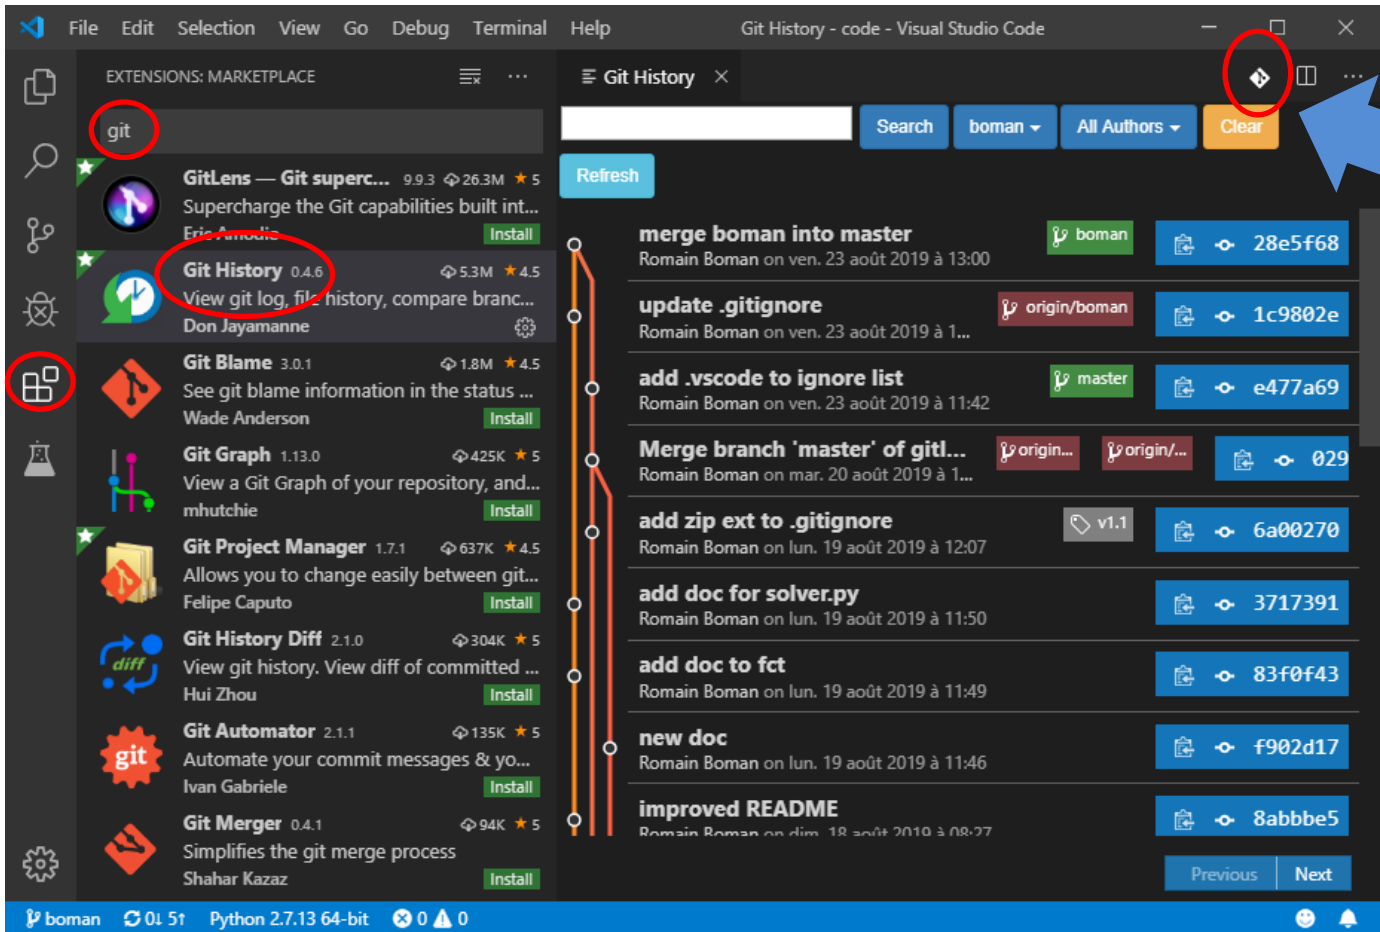 File Edit Selection View Go Debug Terminal Help Git History - code - Visual Studio Code
EXTENSIONS: MARKETPLACE
git
GitLens — Git superc... 9.9.3 26.3M ★ 5
Supercharge the Git capabilities built int...
Eric Amodio Install
Git History 0.4.6 5.3M ★ 4.5
View git log, file history, compare branc...
Don Jayamanne
Git Blame 3.0.1 1.8M ★ 4.5
See git blame information in the status ...
Wade Anderson Install
Git Graph 1.13.0 425K ★ 5
View a Git Graph of your repository, and...
mhutchie Install
Git Project Manager 1.7.1 637K ★ 4.5
Allows you to change easily between git...
Felipe Caputo Install
diff
Git History Diff 2.1.0 304K ★ 5
View git history. View diff of committed ...
Hui Zhou Install
git
Git Automator 2.1.1 135K ★ 5
Automate your commit messages & yo...
Ivan Gabriele Install
Git Merger 0.4.1 94K ★ 5
Simplifies the git merge process
Shahar Kazaz Install
Git History
Search boman All Authors Clear
Refresh
merge boman into master boman 28e5f68
Romain Boman on ven. 23 août 2019 à 13:00
update .gitignore origin/boman 1c9802e
Romain Boman on ven. 23 août 2019 à 1...
add .vscode to ignore list master e477a69
Romain Boman on ven. 23 août 2019 à 11:42
Merge branch 'master' of gitl... origin... origin/... 029
Romain Boman on mar. 20 août 2019 à 1...
add zip ext to .gitignore v1.1 6a00270
Romain Boman on lun. 19 août 2019 à 12:07
add doc for solver.py 3717391
Romain Boman on lun. 19 août 2019 à 11:50
add doc to fct 83f0f43
Romain Boman on lun. 19 août 2019 à 11:49
new doc f902d17
Romain Boman on lun. 19 août 2019 à 11:46
improved README 8abbbe5
Romain Boman on dim. 18 août 2019 à 08:27
Previous Next
boman 0↓ 5↑ Python 2.7.13 64-bit 0 0